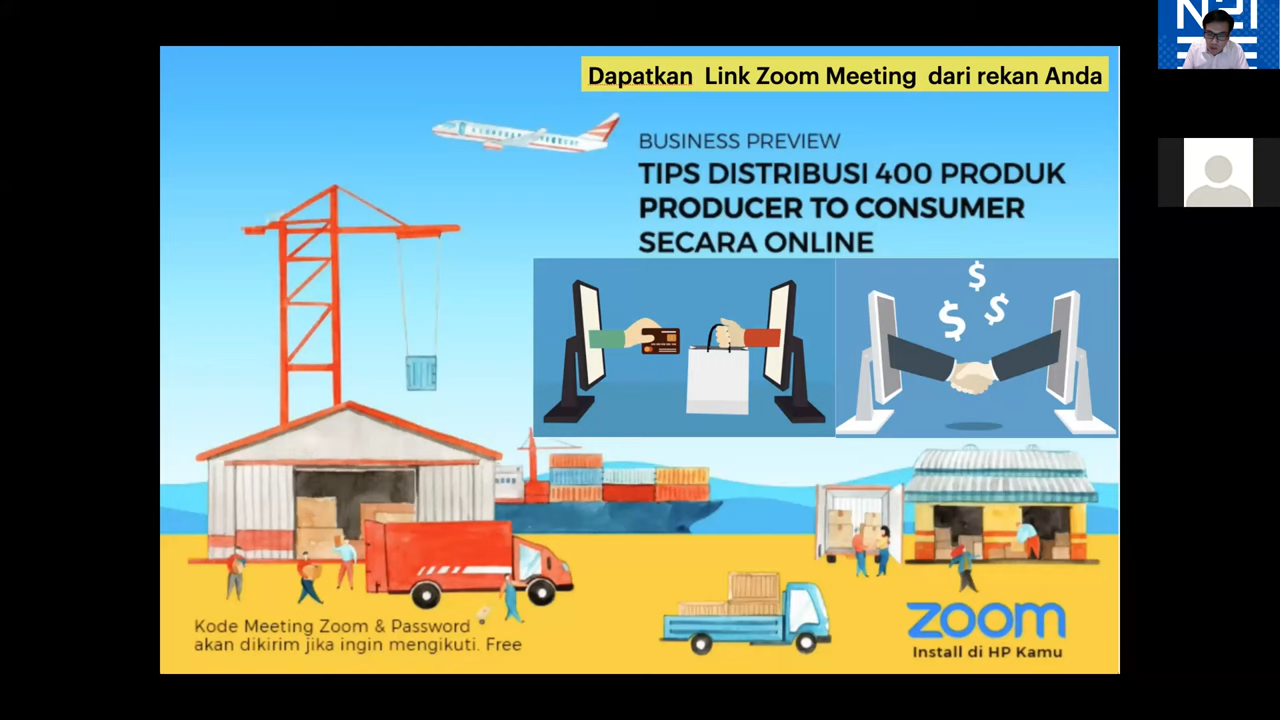 Dapatkan Link Zoom Meeting dari rekan Anda
BUSINESS PREVIEW
TIPS DISTRIBUSI 400 PRODUK
PRODUCER TO CONSUMER
SECARA ONLINE
Kode Meeting Zoom & Password
akan dikirim jika ingin mengikuti. Free
zoom
Install di HP Kamu